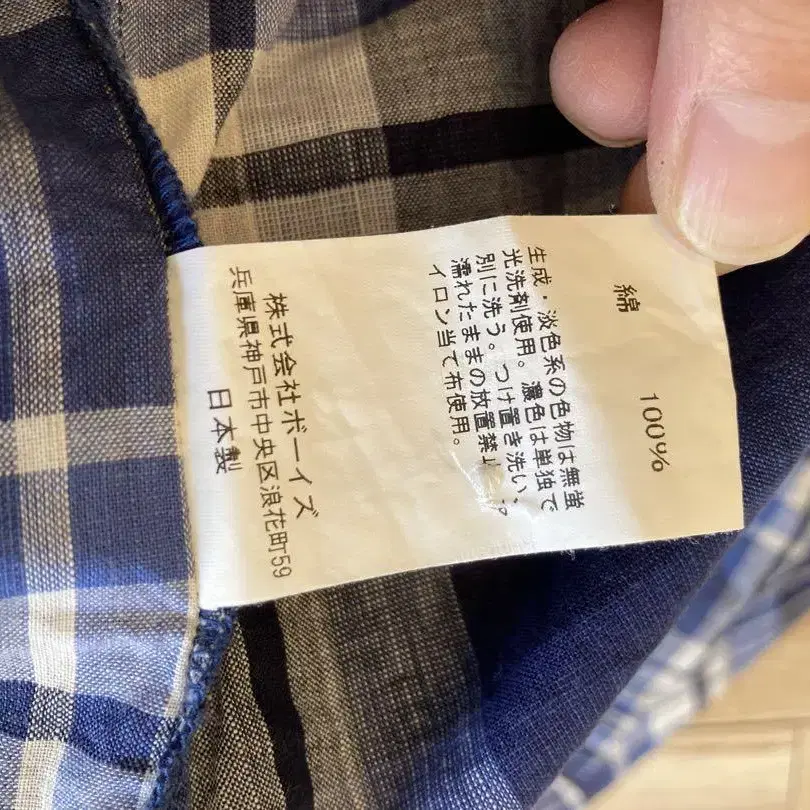 綿 100%
生成・淡色系の色物は無蛍
光洗剤使用。濃色は単独で
別に洗う。つけ置き洗い、
濡れたままの放置禁止
イロン当て布使用。
株式会社ボーイズ
兵庫県神戸市中央区浪花町59
日本製